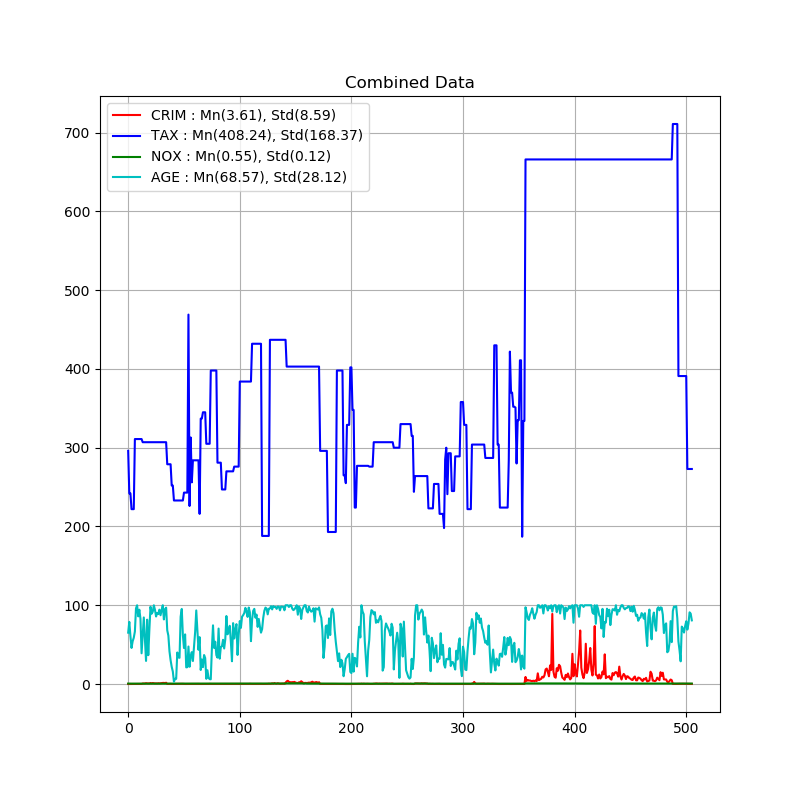 Combined Data
CRIM : Mn(3.61), Std(8.59)
TAX : Mn(408.24), Std(168.37)
NOX : Mn(0.55), Std(0.12)
AGE : Mn(68.57), Std(28.12)
700
600
500
400
300
200
100
0
0 100 200 300 400 500